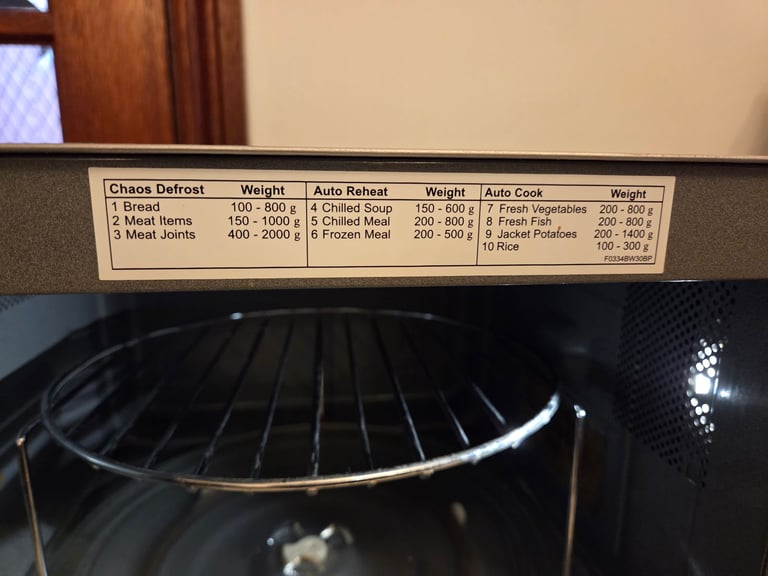 Chaos Defrost Weight Auto Reheat Weight Auto Cook Weight
1 Bread 100 - 800 g 4 Chilled Soup 150 - 600 g 7 Fresh Vegetables 200 - 800 g
2 Meat Items 150 - 1000 g 5 Chilled Meal 200 - 800 g 8 Fresh Fish 200 - 800 g
3 Meat Joints 400 - 2000 g 6 Frozen Meal 200 - 500 g 9 Jacket Potatoes 200 - 1400 g
10 Rice 100 - 300 g
F0334BW30BP